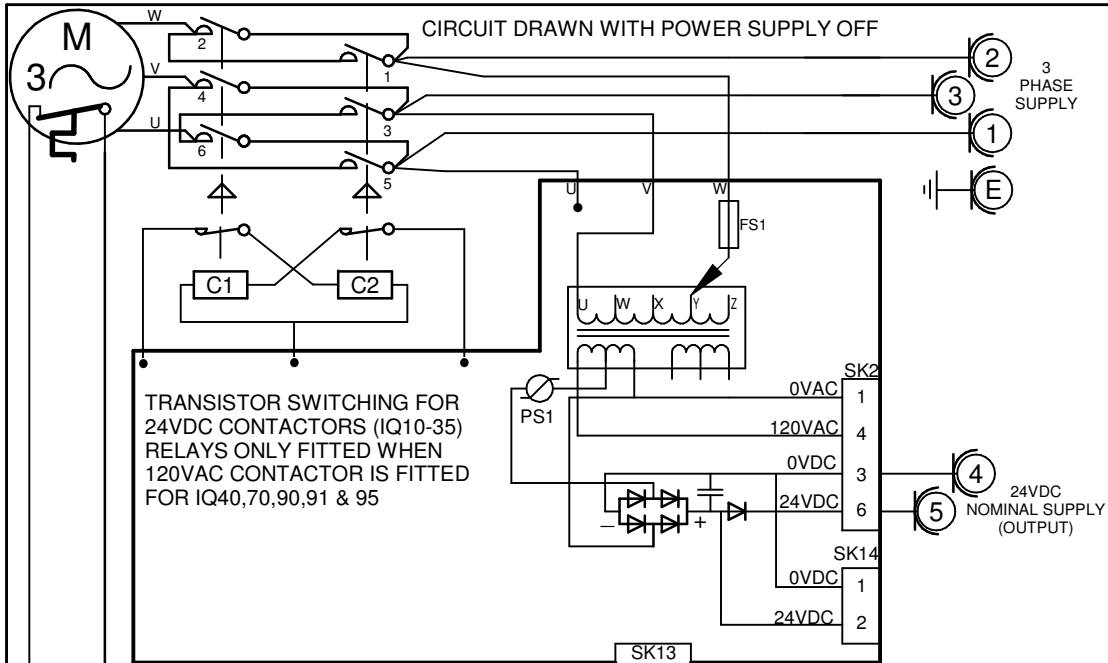 CIRCUIT DRAWN WITH POWER SUPPLY OFF
M
3
W
V
U
2
4
6
1
3
5
2
3
1
E
3
PHASE
SUPPLY
U
V
W
FS1
C1
C2
U W X Y Z
PS1
TRANSISTOR SWITCHING FOR
24VDC CONTACTORS (IQ10-35)
RELAYS ONLY FITTED WHEN
120VAC CONTACTOR IS FITTED
FOR IQ40,70,90,91 & 95
SK2
0VAC 1
120VAC 4
0VDC 3
24VDC 6
4
5
24VDC
NOMINAL SUPPLY
(OUTPUT)
– +
SK14
0VDC 1
24VDC 2
SK13